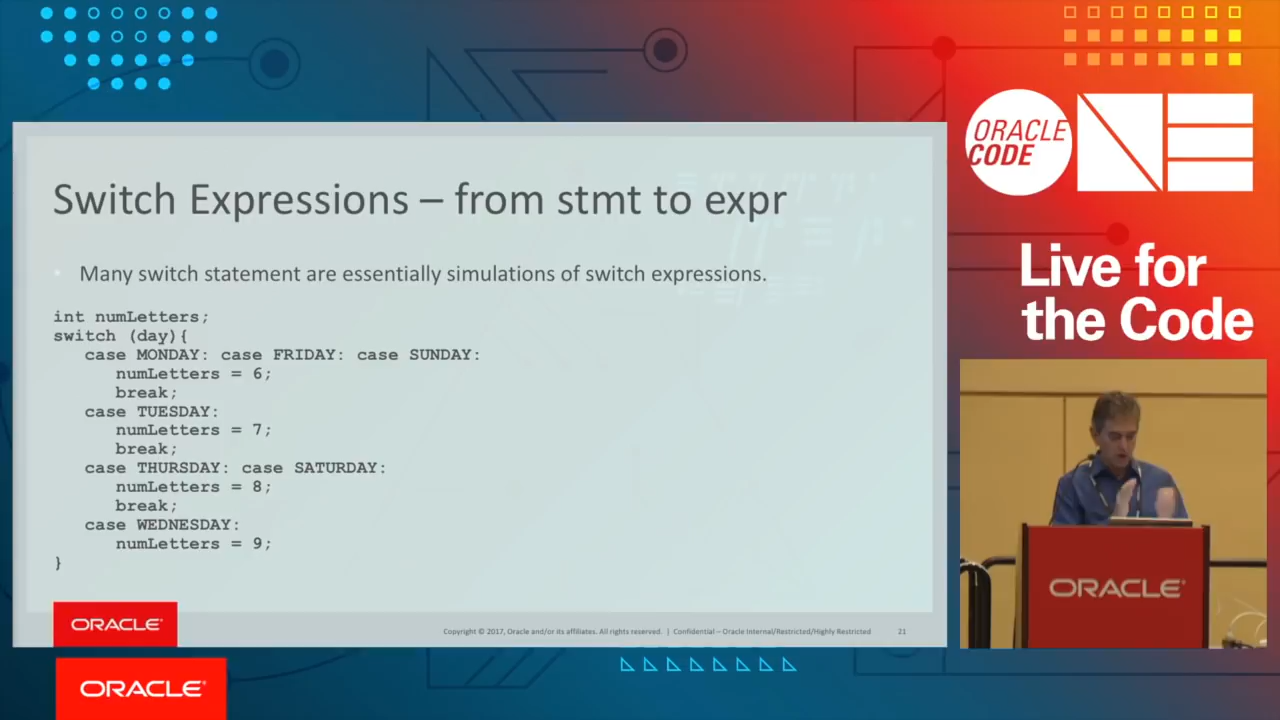 Switch Expressions – from stmt to expr
• Many switch statement are essentially simulations of switch expressions.
int numLetters;
switch (day){
case MONDAY: case FRIDAY: case SUNDAY:
numLetters = 6;
break;
case TUESDAY:
numLetters = 7;
break;
case THURSDAY: case SATURDAY:
numLetters = 8;
break;
case WEDNESDAY:
numLetters = 9;
}
ORACLE®
Copyright © 2017, Oracle and/or its affiliates. All rights reserved. | Confidential – Oracle Internal/Restricted/Highly Restricted 21
ORACLE®
ORACLE
CODE
ONE
Live for
the Code
ORACLE®